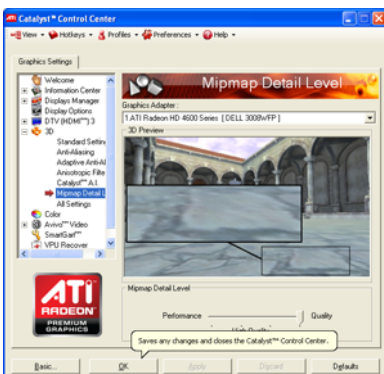 Catalyst™ Control Center
View Hotkeys Profiles Preferences Help
Graphics Settings
Welcome
Information Center
Displays Manager
Display Options
DTV (HDMI™) 3
3D
Standard Settin
Anti-Aliasing
Adaptive Anti-Al
Anisotropic Filte
Catalyst™ A.I.
Mipmap Detail L
All Settings
Color
Avivo™ Video
SmartGart™
VPU Recover
Mipmap Detail Level
Graphics Adapter:
1.ATI Radeon HD 4600 Series [ DELL 3008WFP ]
3D Preview
ATI
RADEON
PREMIUM
GRAPHICS
Mipmap Detail Level
Performance
Quality
High Quality
Saves any changes and closes the Catalyst™ Control Center.
Basic...
OK
Apply
Discard
Defaults